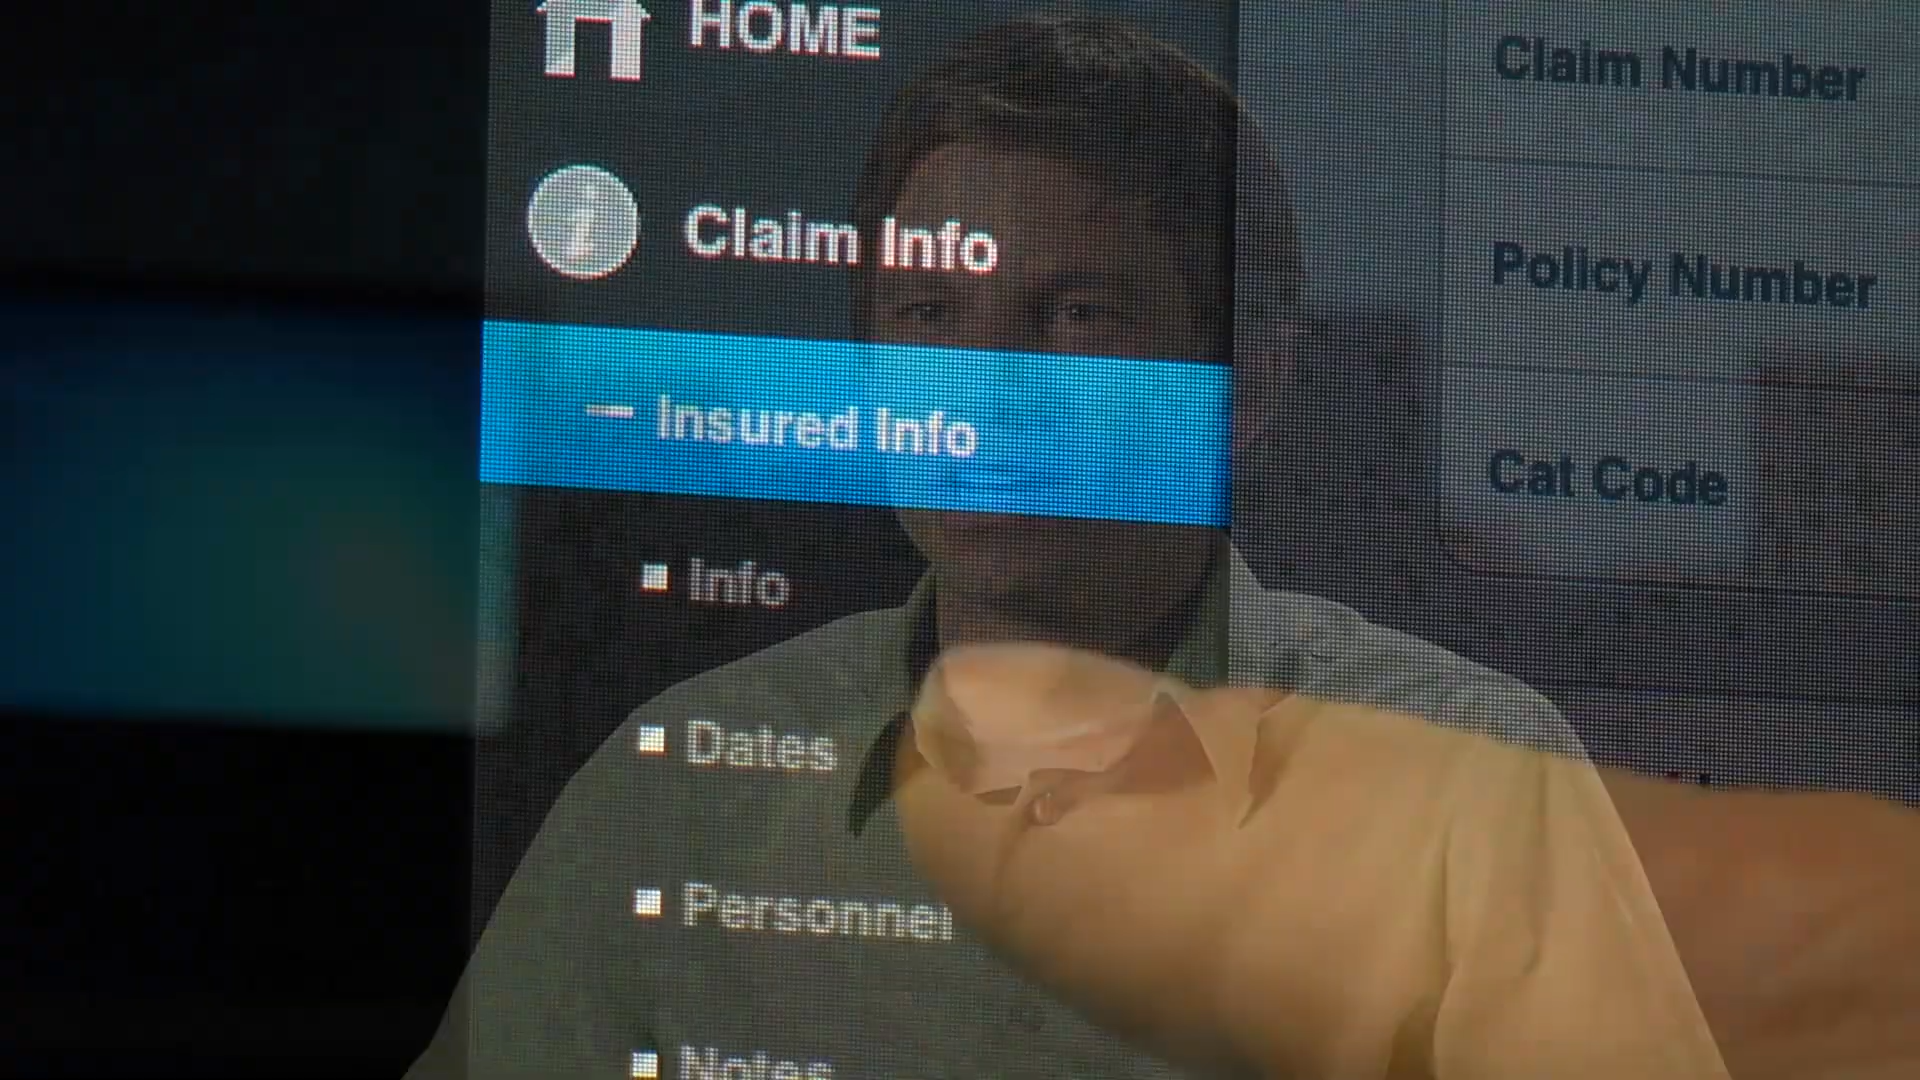 HOME
Claim Info
Insured Info
Info
Dates
Personnel
Notes
Claim Number
Policy Number
Cat Code